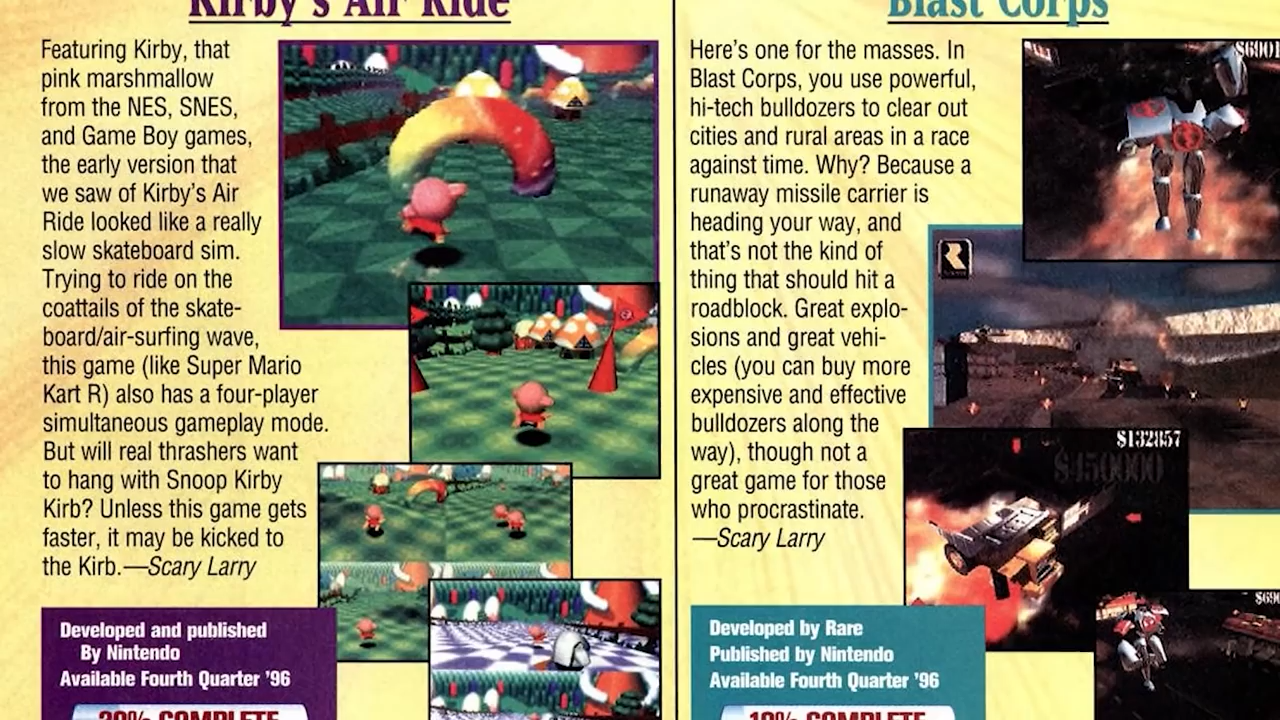 Kirby's Air Ride
Featuring Kirby, that
pink marshmallow
from the NES, SNES,
and Game Boy games,
the early version that
we saw of Kirby's Air
Ride looked like a really
slow skateboard sim.
Trying to ride on the
coattails of the skate-
board/air-surfing wave,
this game (like Super Mario
Kart R) also has a four-player
simultaneous gameplay mode.
But will real thrashers want
to hang with Snoop Kirby
Kirb? Unless this game gets
faster, it may be kicked to
the Kirb.—Scary Larry
Developed and published
By Nintendo
Available Fourth Quarter '96
30% COMPLETE
Blast Corps
Here's one for the masses. In
Blast Corps, you use powerful,
hi-tech bulldozers to clear out
cities and rural areas in a race
against time. Why? Because a
runaway missile carrier is
heading your way, and
that's not the kind of
thing that should hit a
roadblock. Great explo-
sions and great vehi-
cles (you can buy more
expensive and effective
bulldozers along the
way), though not a
great game for those
who procrastinate.
—Scary Larry
$6901
R
$132857
$450000
$690
Developed by Rare
Published by Nintendo
Available Fourth Quarter '96
10% COMPLETE